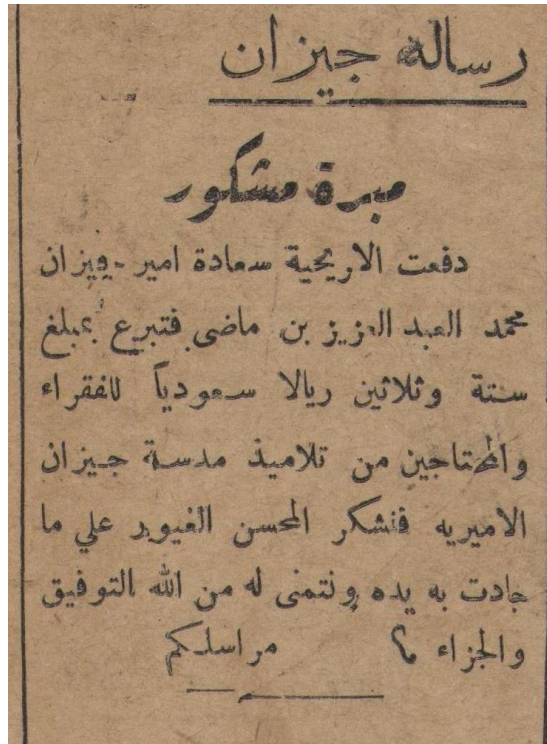 رسالة جيزان
مبرة مشكور
دفعت الاريحية سعادة امير جيزان
محمد العبد العزيز بن ماضى فتبرع بمبلغ
ستة وثلاثين ريالا سعودياً للفقراء
والمحتاجين من تلاميذ مدسة جيزان
الاميريه فنشكر المحسن الغيور علي ما
جادت به يده ونتمنى له من الله التوفيق
والجزاء مراسلكم